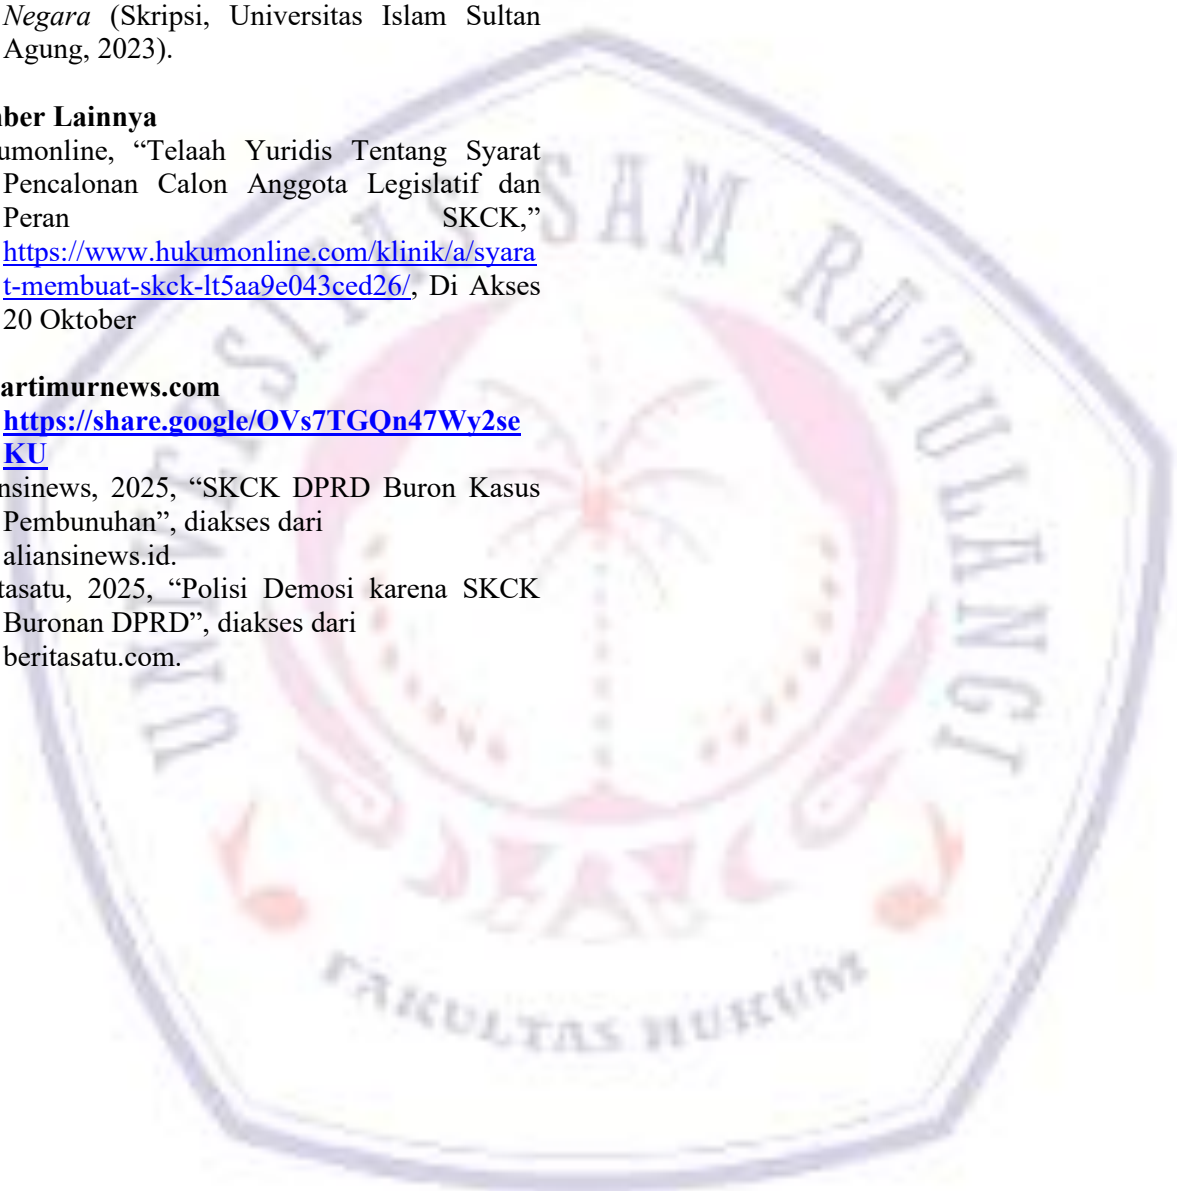 Negara (Skripsi, Universitas Islam Sultan
Agung, 2023).
ber Lainnya
umonline, “Telaah Yuridis Tentang Syarat
Pencalonan Calon Anggota Legislatif dan
Peran SKCK,”
https://www.hukumonline.com/klinik/a/syara
t-membuat-skck-lt5aa9e043ced26/, Di Akses
20 Oktober
artimurnews.com
https://share.google/OVs7TGQn47Wy2se
KU
nsinews, 2025, “SKCK DPRD Buron Kasus
Pembunuhan”, diakses dari
aliansinews.id.
tasatu, 2025, “Polisi Demosi karena SKCK
Buronan DPRD”, diakses dari
beritasatu.com.
UNIVERSITAS SAM RATULANGI
FAKULTAS HUKUM